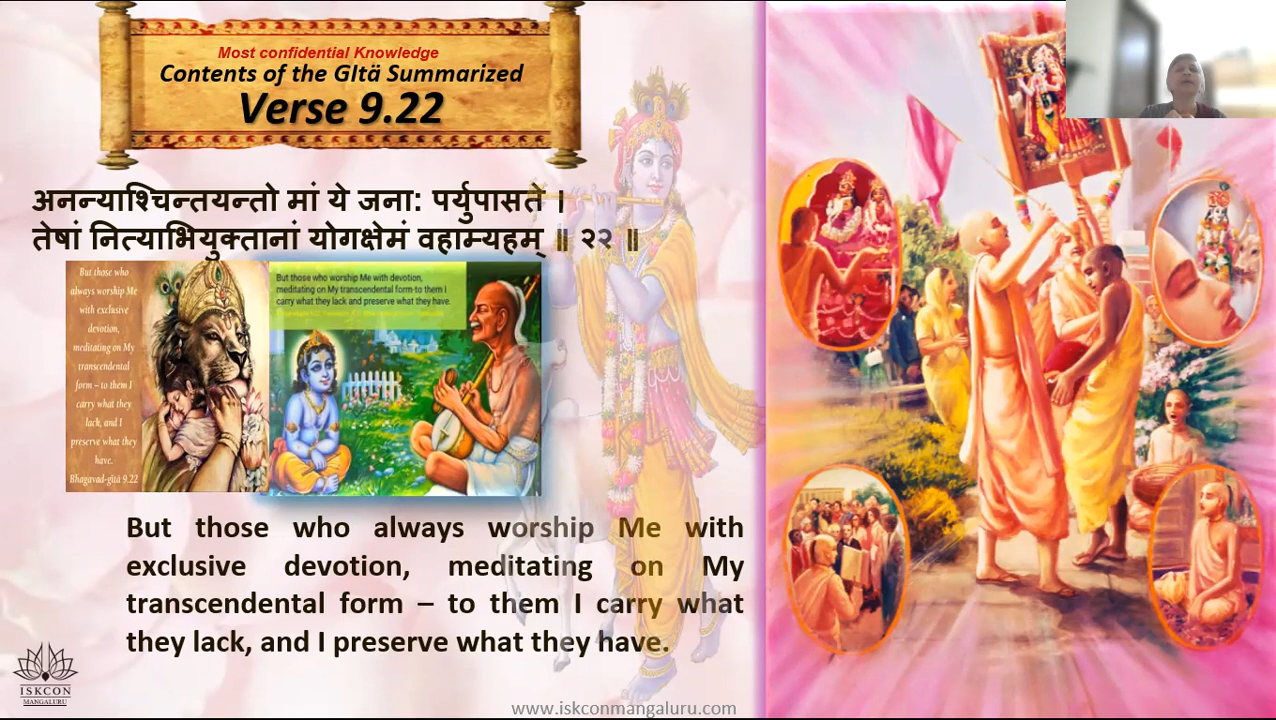 Most confidential Knowledge
Contents of the GItä Summarized
Verse 9.22
अनन्याश्चिन्तयन्तो मां ये जना: पर्युपासते ।
तेषां नित्याभियुक्तानां योगक्षेमं वहाम्यहम् ॥ २२ ॥
But those who
always worship Me
with exclusive
devotion,
meditating on My
transcendental
form – to them I
carry what they
lack, and I
preserve what they
have.
Bhagavad-gītā 9.22
But those who worship Me with devotion,
meditating on My transcendental form-to them I
carry what they lack and preserve what they have.
But those who always worship Me with
exclusive devotion, meditating on My
transcendental form – to them I carry what
they lack, and I preserve what they have.
ISKCON
MANGALURU
www.iskconmangaluru.com